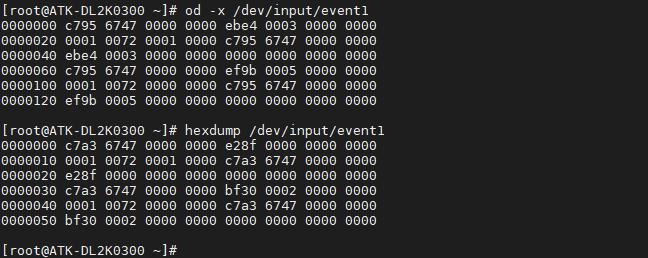 [root@ATK-DL2K0300 ~]# od -x /dev/input/event1
0000000 c795 6747 0000 0000 ebe4 0003 0000 0000
0000020 0001 0072 0001 0000 c795 6747 0000 0000
0000040 ebe4 0003 0000 0000 0000 0000 0000 0000
0000060 c795 6747 0000 0000 ef9b 0005 0000 0000
0000100 0001 0072 0000 0000 c795 6747 0000 0000
0000120 ef9b 0005 0000 0000 0000 0000 0000 0000
[root@ATK-DL2K0300 ~]# hexdump /dev/input/event1
0000000 c7a3 6747 0000 0000 e28f 0000 0000 0000
0000010 0001 0072 0001 0000 c7a3 6747 0000 0000
0000020 e28f 0000 0000 0000 0000 0000 0000 0000
0000030 c7a3 6747 0000 0000 bf30 0002 0000 0000
0000040 0001 0072 0000 0000 c7a3 6747 0000 0000
0000050 bf30 0002 0000 0000 0000 0000 0000 0000
[root@ATK-DL2K0300 ~]#